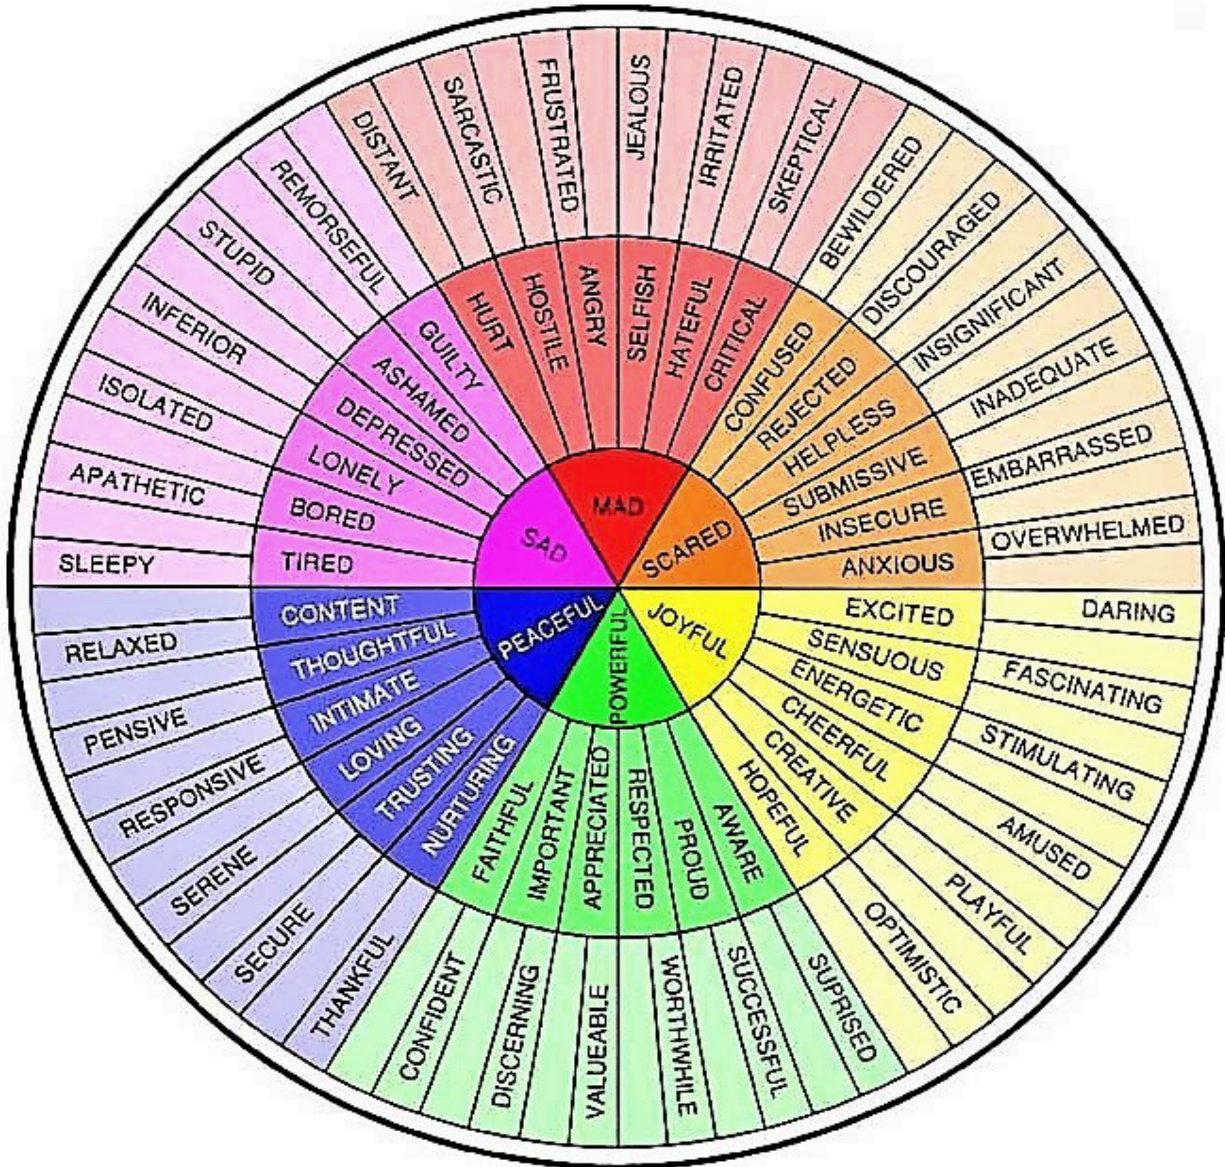 MAD
SCARED
JOYFUL
POWERFUL
PEACEFUL
SAD
HURT
HOSTILE
ANGRY
SELFISH
HATEFUL
CRITICAL
CONFUSED
REJECTED
HELPLESS
SUBMISSIVE
INSECURE
ANXIOUS
EXCITED
SENSUOUS
ENERGETIC
CHEERFUL
CREATIVE
HOPEFUL
AWARE
PROUD
RESPECTED
APPRECIATED
IMPORTANT
FAITHFUL
NURTURING
TRUSTING
LOVING
INTIMATE
THOUGHTFUL
CONTENT
TIRED
BORED
LONELY
DEPRESSED
ASHAMED
GUILTY
DISTANT
SARCASTIC
FRUSTRATED
JEALOUS
IRRITATED
SKEPTICAL
BEWILDERED
DISCOURAGED
INSIGNIFICANT
INADEQUATE
EMBARRASSED
OVERWHELMED
DARING
FASCINATING
STIMULATING
AMUSED
PLAYFUL
OPTIMISTIC
SUPRISED
SUCCESSFUL
WORTHWHILE
VALUEABLE
DISCERNING
CONFIDENT
THANKFUL
SECURE
SERENE
RESPONSIVE
PENSIVE
RELAXED
SLEEPY
APATHETIC
ISOLATED
INFERIOR
STUPID
REMORSEFUL